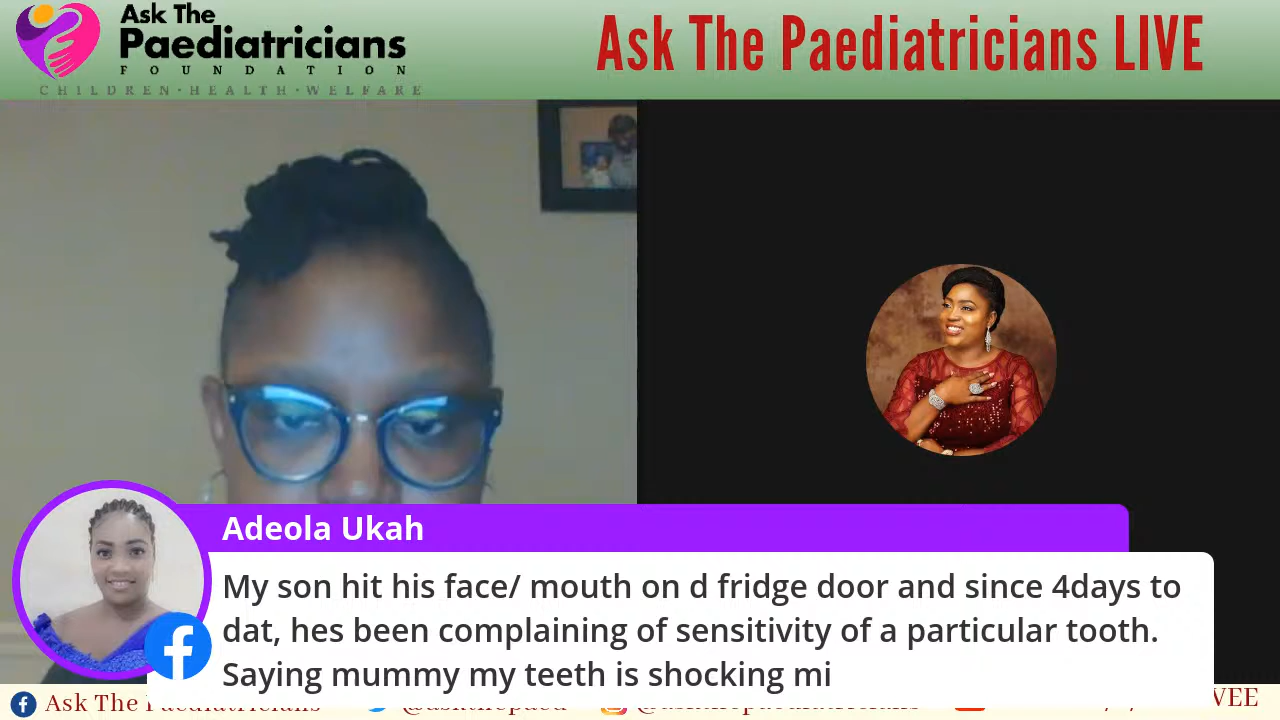 Ask The
Paediatricians
FOUNDATION
CHILDREN·HEALTH·WELFARE
Ask The Paediatricians LIVE
Adeola Ukah
My son hit his face/ mouth on d fridge door and since 4days to
dat, hes been complaining of sensitivity of a particular tooth.
Saying mummy my teeth is shocking mi
Ask The